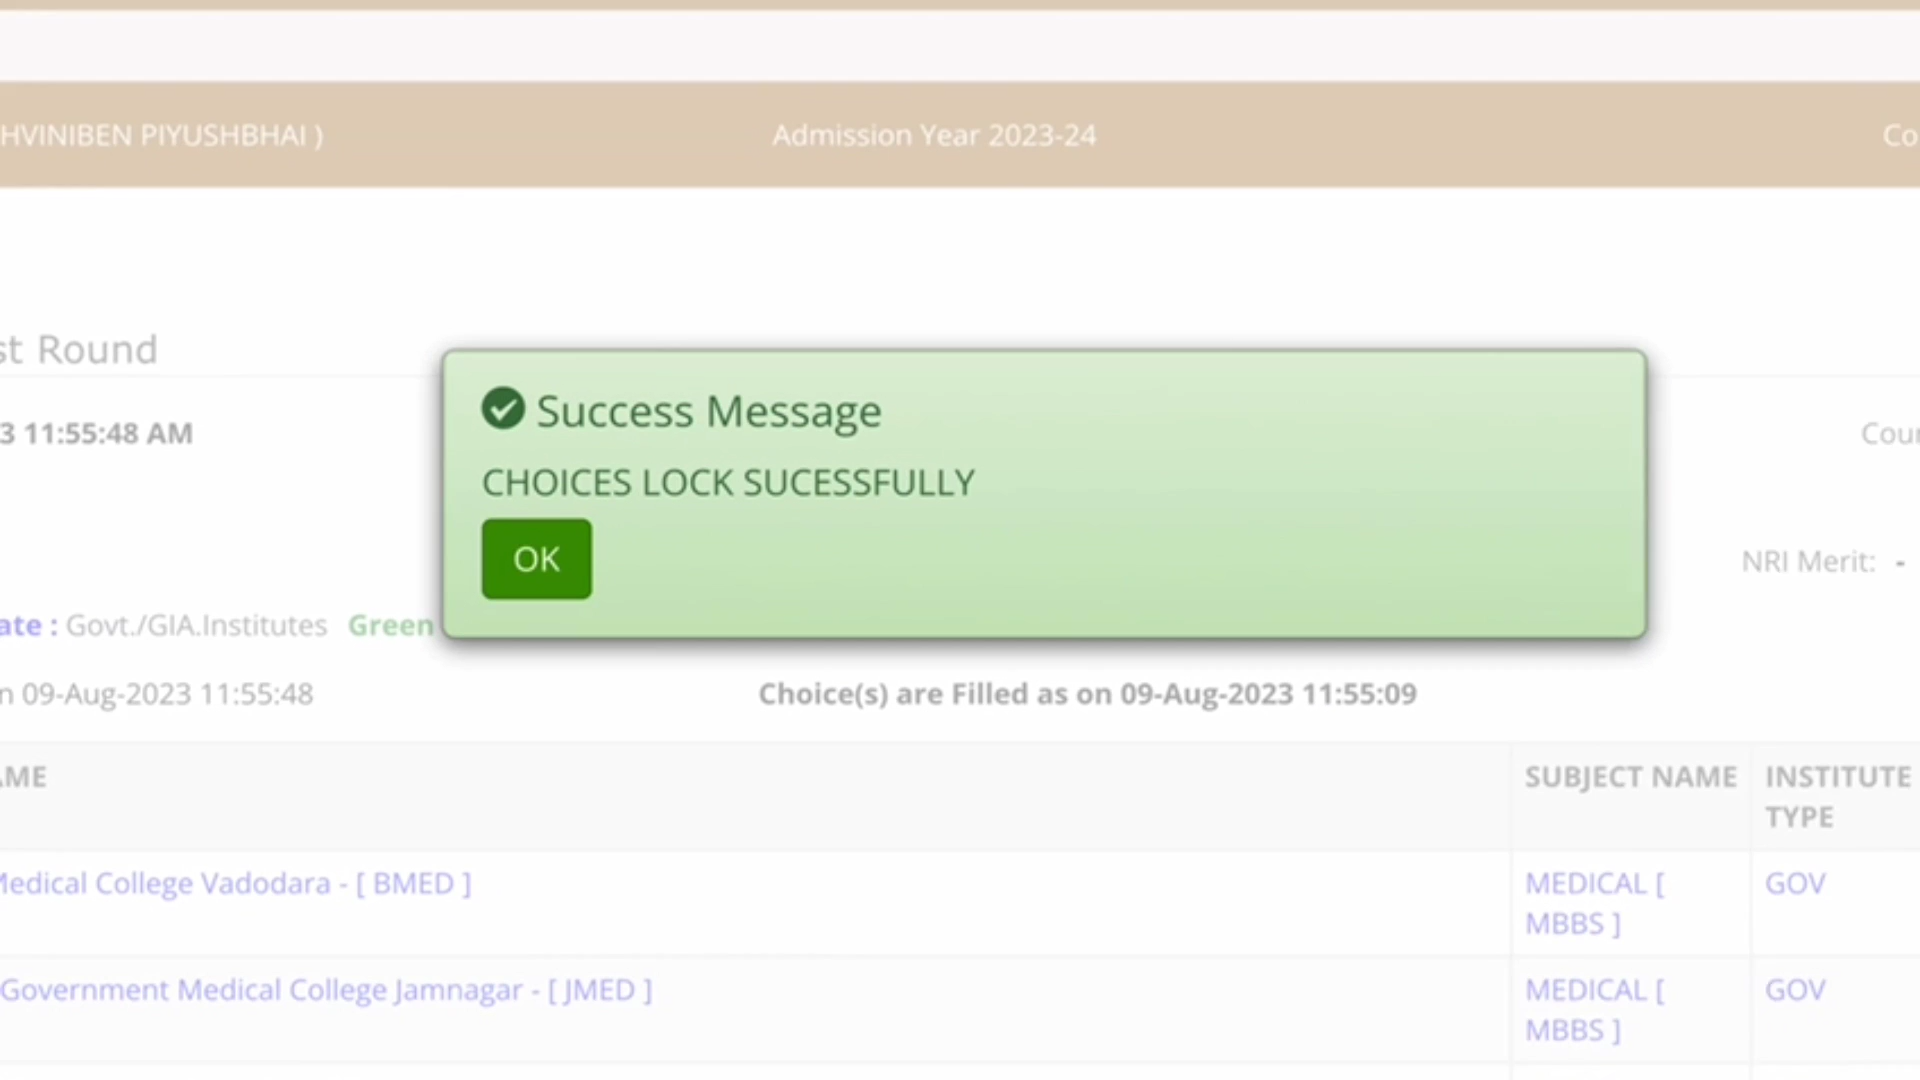 HVINIBEN PIYUSHBHAI )
Admission Year 2023-24
Co
st Round
Success Message
CHOICES LOCK SUCESSFULLY
OK
3 11:55:48 AM
Cour
NRI Merit: -
ate : Govt./GIA.Institutes Green
n 09-Aug-2023 11:55:48
Choice(s) are Filled as on 09-Aug-2023 11:55:09
AME
SUBJECT NAME
INSTITUTE
TYPE
Medical College Vadodara - [ BMED ]
MEDICAL [
MBBS ]
GOV
Government Medical College Jamnagar - [ JMED ]
MEDICAL [
MBBS ]
GOV